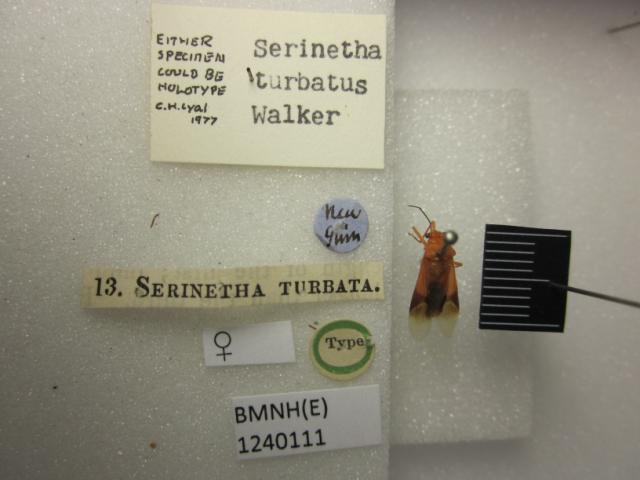 EITHER
SPECIMEN
COULD BE
HOLOTYPE
C.H.Lyal
1977
Serinetha
turbatus
Walker
New
Guin
13. SERINETHA TURBATA.
♀
Type
BMNH(E)
1240111